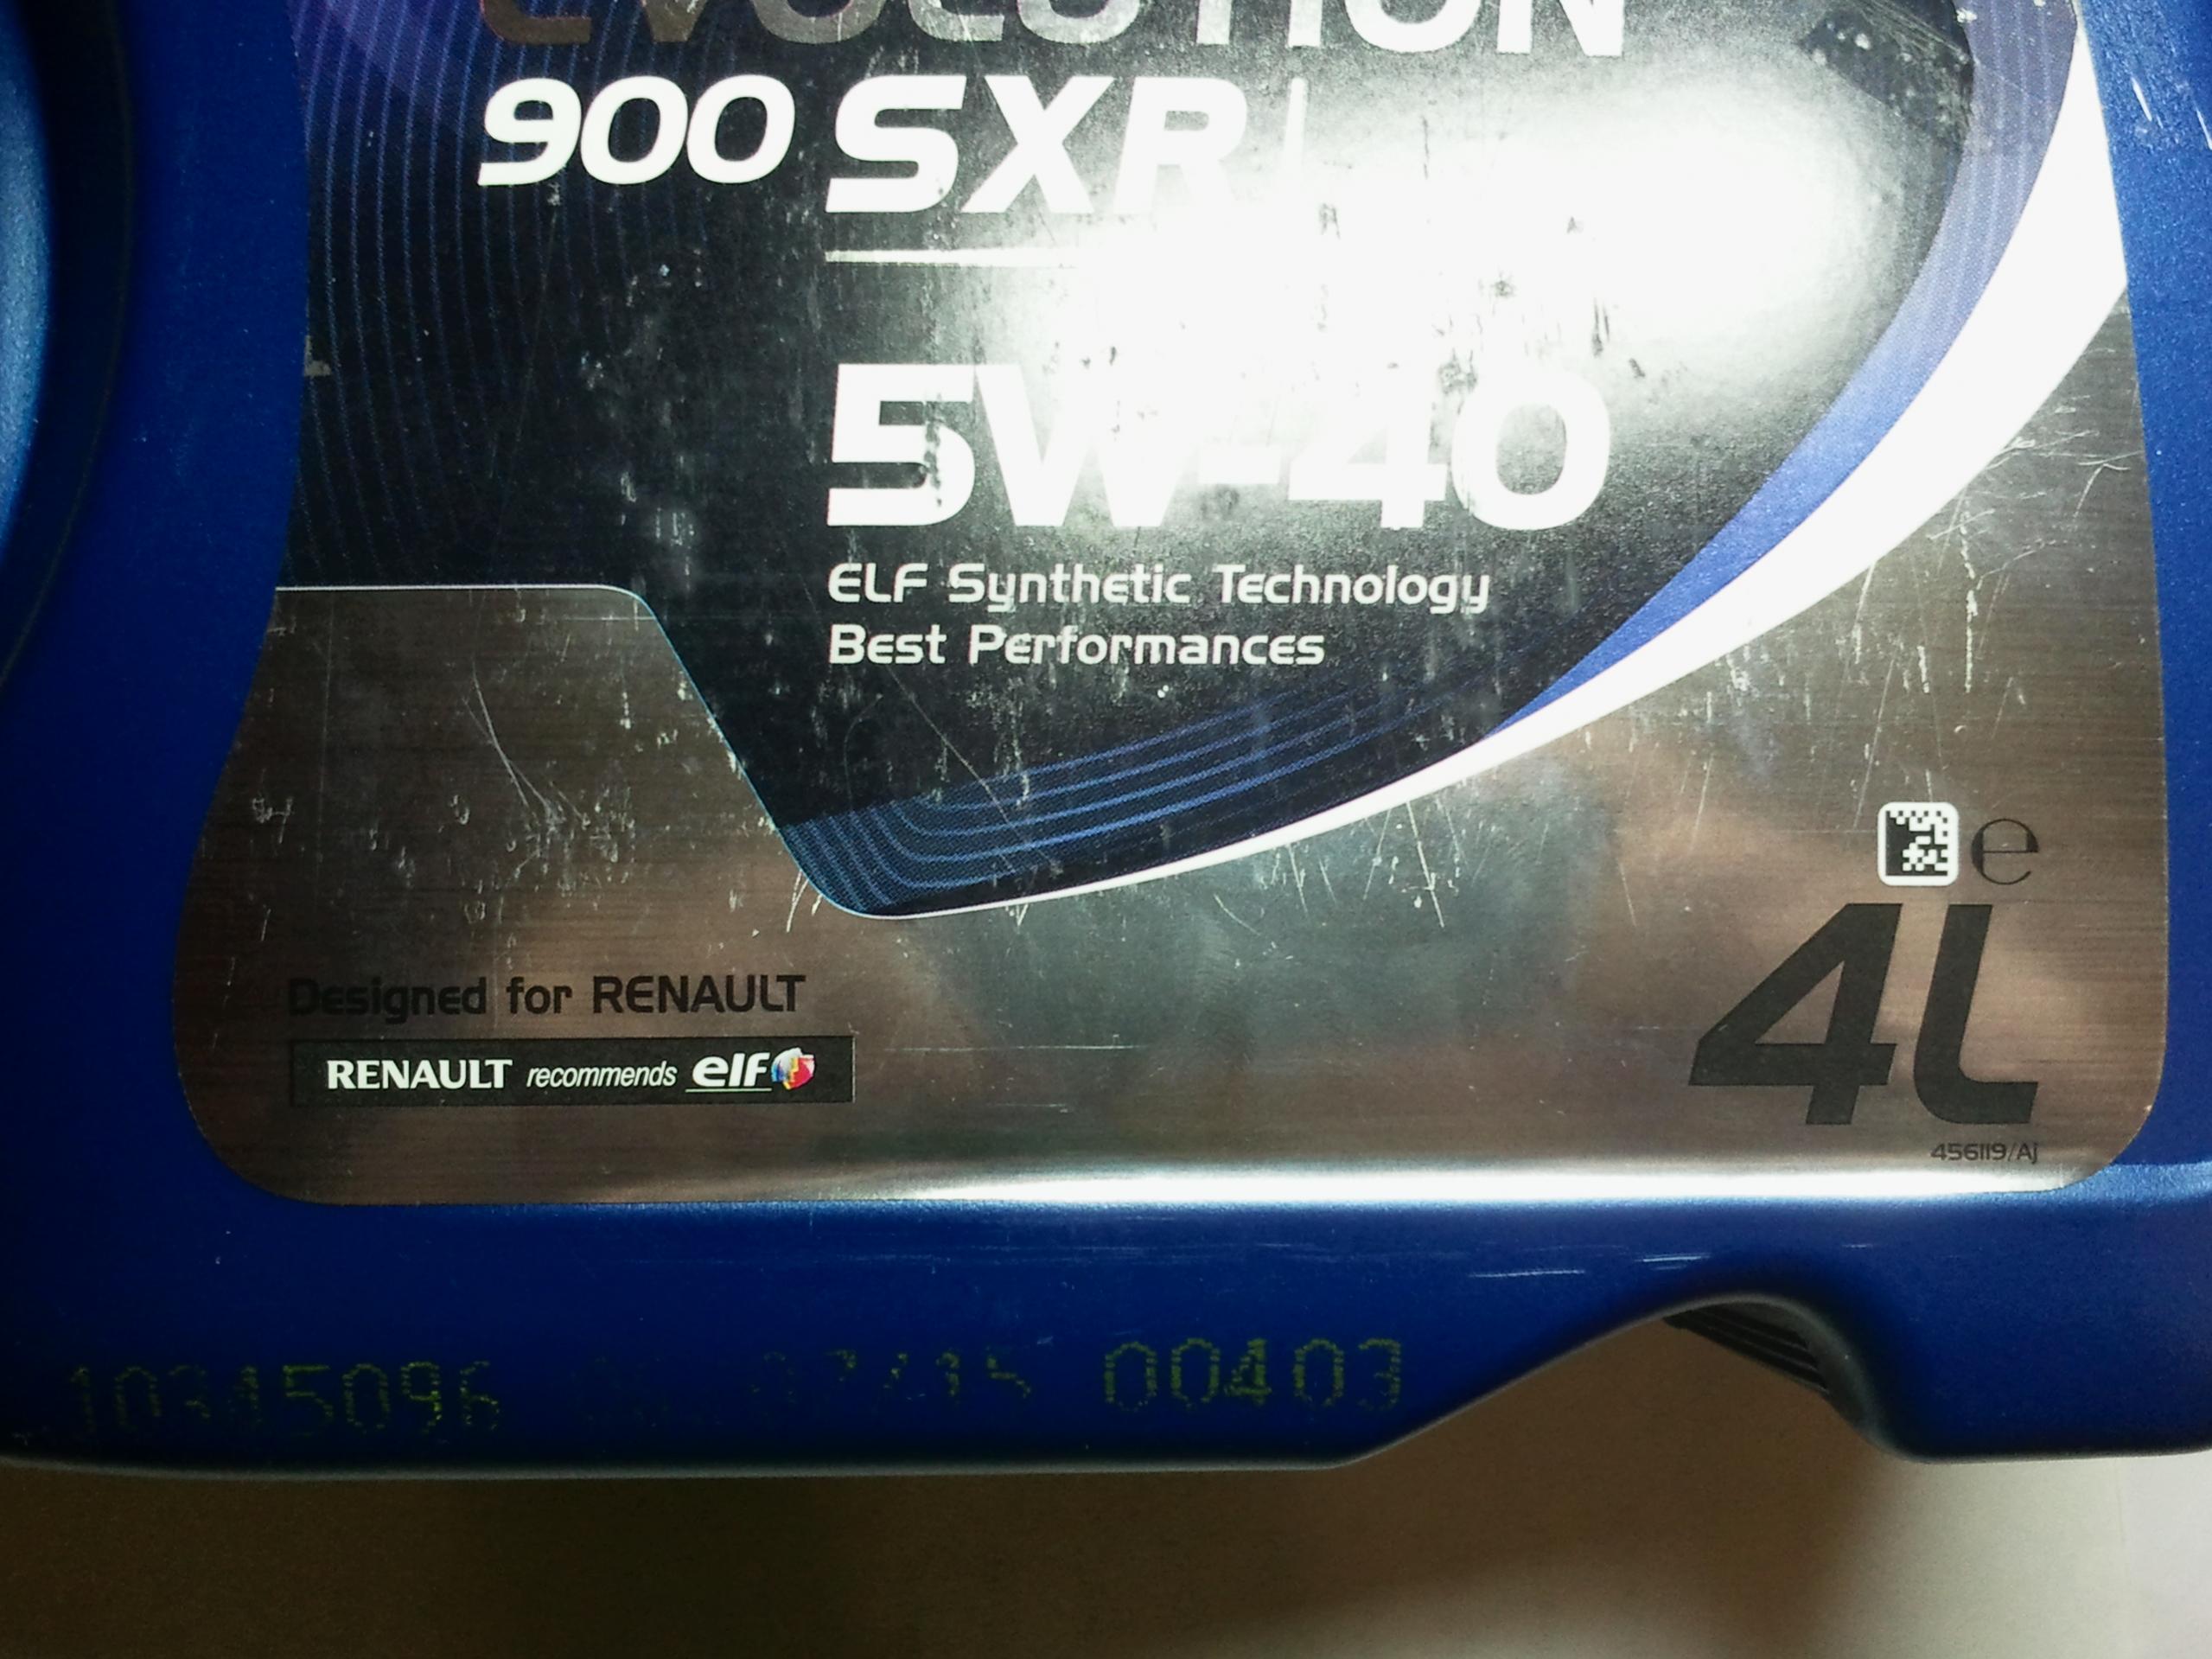 EVOLUTION
900 SXR
5W-40
ELF Synthetic Technology
Best Performances
e
4L
Designed for RENAULT
RENAULT recommends elf
456119/AJ
00403